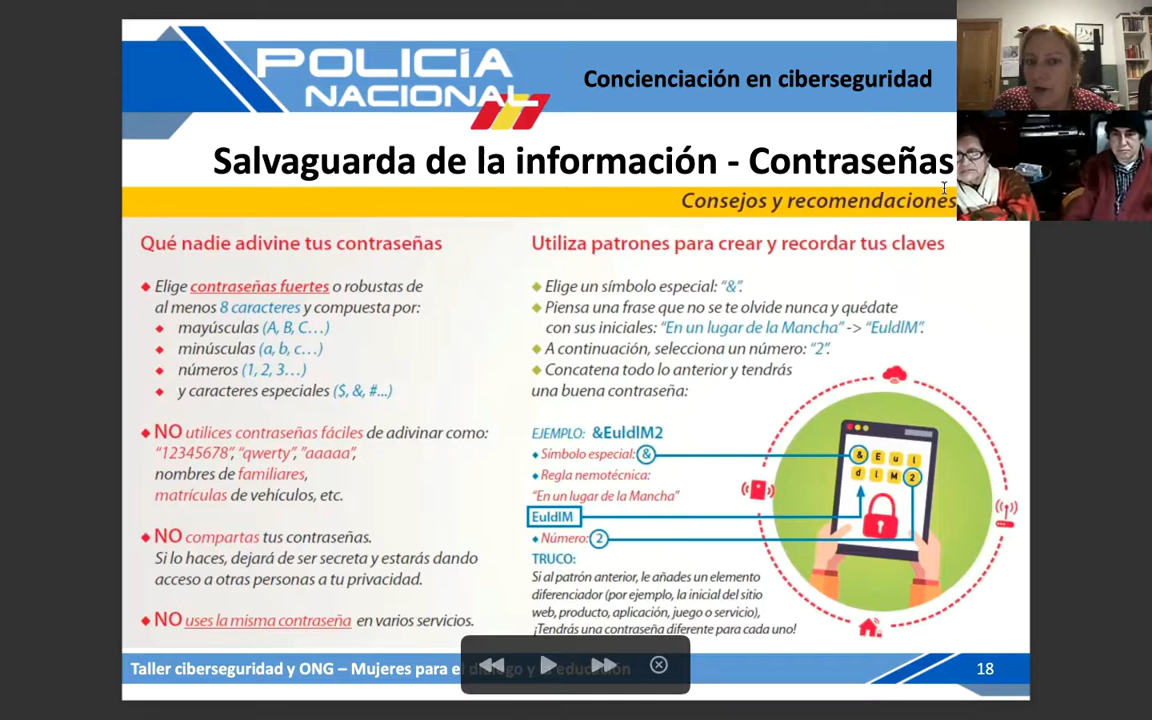 POLICÍA
NACIONAL
Concienciación en ciberseguridad
Salvaguarda de la información - Contraseñas
Consejos y recomendaciones
Qué nadie adivine tus contraseñas
Elige contraseñas fuertes o robustas de
al menos 8 caracteres y compuesta por:
mayúsculas (A, B, C…)
minúsculas (a, b, c…)
números (1, 2, 3…)
y caracteres especiales ($, &, #...)
NO utilices contraseñas fáciles de adivinar como:
“12345678”, “qwerty”, “aaaaa”,
nombres de familiares,
matrículas de vehículos, etc.
NO compartas tus contraseñas.
Si lo haces, dejará de ser secreta y estarás dando
acceso a otras personas a tu privacidad.
NO uses la misma contraseña en varios servicios.
Utiliza patrones para crear y recordar tus claves
Elige un símbolo especial: “&”.
Piensa una frase que no se te olvide nunca y quédate
con sus iniciales: “En un lugar de la Mancha” -> “EuldlM”.
A continuación, selecciona un número: “2”.
Concatena todo lo anterior y tendrás
una buena contraseña:
EJEMPLO: &EuldlM2
Símbolo especial: &
Regla nemotécnica:
“En un lugar de la Mancha”
EuldlM
Número: 2
TRUCO:
Si al patrón anterior, le añades un elemento
diferenciador (por ejemplo, la inicial del sitio
web, producto, aplicación, juego o servicio),
¡Tendrás una contraseña diferente para cada uno!
& E u l
d l M 2
Taller ciberseguridad y ONG – Mujeres para el diálogo y la educación
18